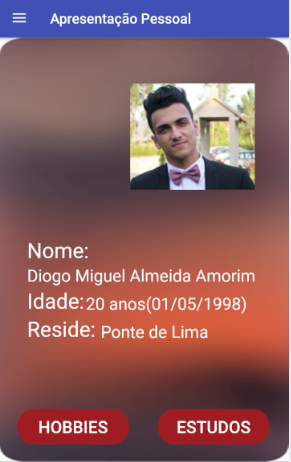 Apresentação Pessoal
Nome:
Diogo Miguel Almeida Amorim
Idade: 20 anos(01/05/1998)
Reside: Ponte de Lima
HOBBIES
ESTUDOS